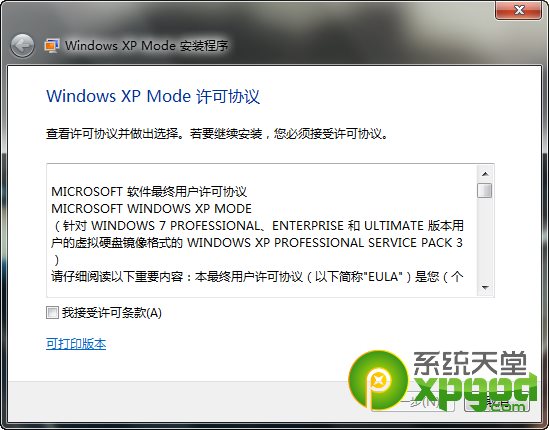 Windows XP Mode 安装程序
Windows XP Mode 许可协议
查看许可协议并做出选择。若要继续安装，您必须接受许可协议。
MICROSOFT 软件最终用户许可协议
MICROSOFT WINDOWS XP MODE
（针对 WINDOWS 7 PROFESSIONAL、ENTERPRISE 和 ULTIMATE 版本用
户的虚拟硬盘镜像格式的 WINDOWS XP PROFESSIONAL SERVICE PACK 3
）
请仔细阅读以下重要内容：本最终用户许可协议（以下简称"EULA"）是您（个
我接受许可条款(A)
可打印版本
系统天堂
xpgod
.com
一步(N)